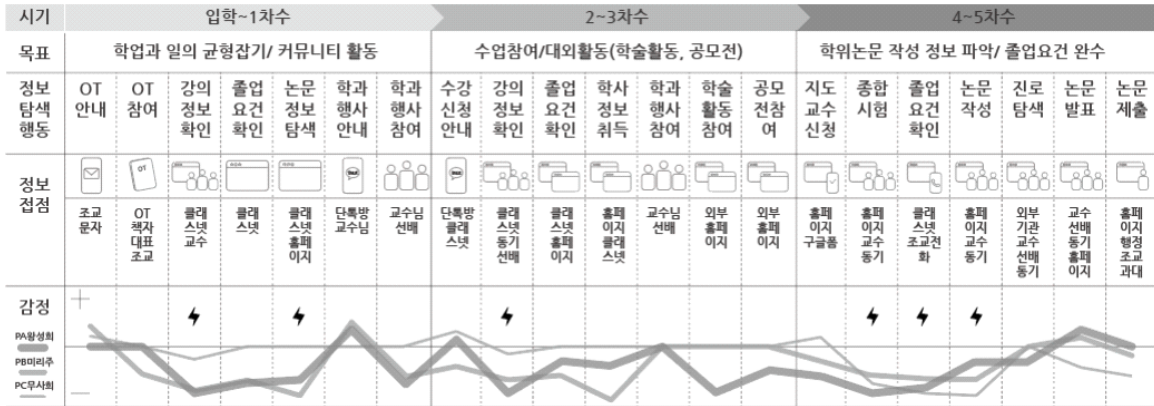 시기 입학~1차수 2~3차수 4~5차수
목표 학업과 일의 균형잡기/ 커뮤니티 활동 수업참여/대외활동(학술활동, 공모전) 학위논문 작성 정보 파악/ 졸업요건 완수
정보 OT OT 강의 졸업 논문 학과 학과 수강 강의 졸업 학사 학과 학술 공모 지도 종합 졸업 논문 진로 논문 논문
탐색 안내 참여 정보 요건 정보 행사 행사 신청 정보 요건 정보 행사 활동 전참 교수 시험 요건 작성 탐색 발표 제출
행동 확인 확인 탐색 안내 참여 안내 확인 확인 취득 참여 참여 여 신청 확인
정보
접점
OT
조교 OT 클래 클래 클래 단톡방 교수님 단톡방 클래 클래 홈페 교수님 외부 외부 홈페 홈페 클래 홈페 외부 교수 홈페
문자 책자 스넷 스넷 스넷 교수님 선배 클래 스넷 스넷 이지 선배 홈페 홈페 이지 이지 스넷 이지 기관 선배 이지
대표 교수 홈페 스넷 동기 홈페 클래 이지 이지 구글폼 교수 조교전 교수 교수 동기 행정
조교 이지 선배 이지 스넷 동기 화 동기 선배 홈페 조교
동기 이지 과대
감정
PA황성희
PB미리주
PC무사희